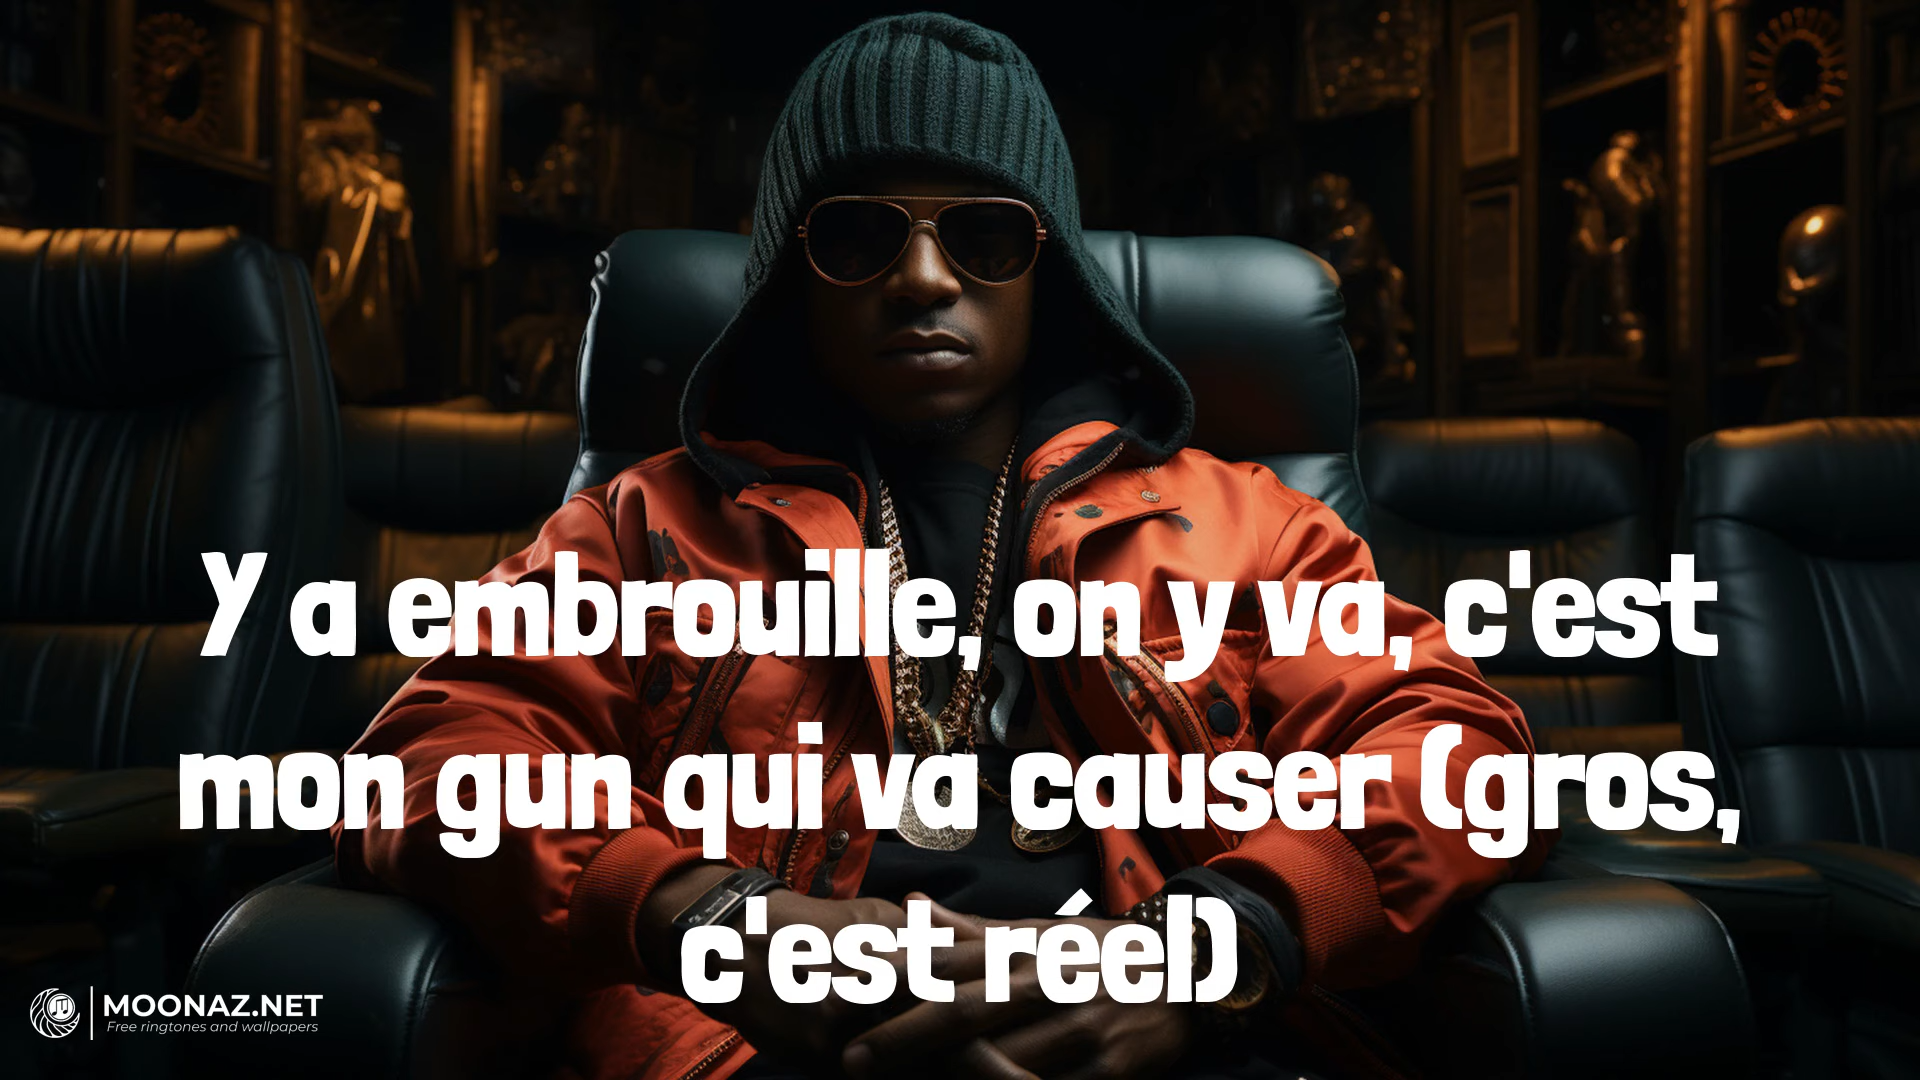 Y a embrouille, on y va, c'est
mon gun qui va causer (gros,
c'est réel)
MOONAZ.NET
Free ringtones and wallpapers